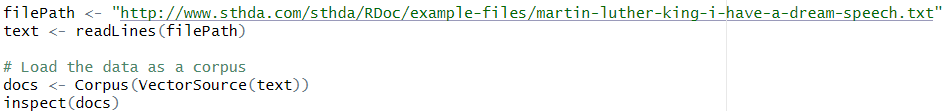 filePath <- "http://www.sthda.com/sthda/RDoc/example-files/martin-luther-king-i-have-a-dream-speech.txt"
text <- readLines(filePath)
# Load the data as a corpus
docs <- Corpus(VectorSource(text))
inspect(docs)